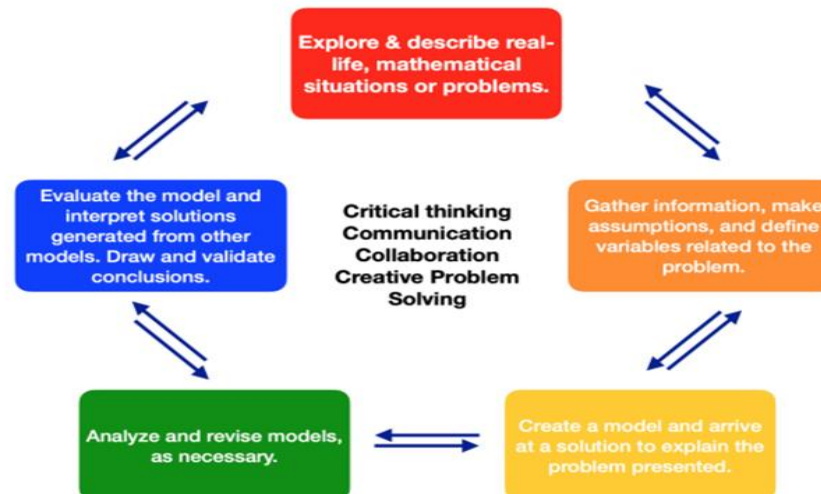 Explore & describe real-
life, mathematical
situations or problems.
Gather information, make
assumptions, and define
variables related to the
problem.
Create a model and arrive
at a solution to explain the
problem presented.
Analyze and revise models,
as necessary.
Evaluate the model and
interpret solutions
generated from other
models. Draw and validate
conclusions.
Critical thinking
Communication
Collaboration
Creative Problem
Solving